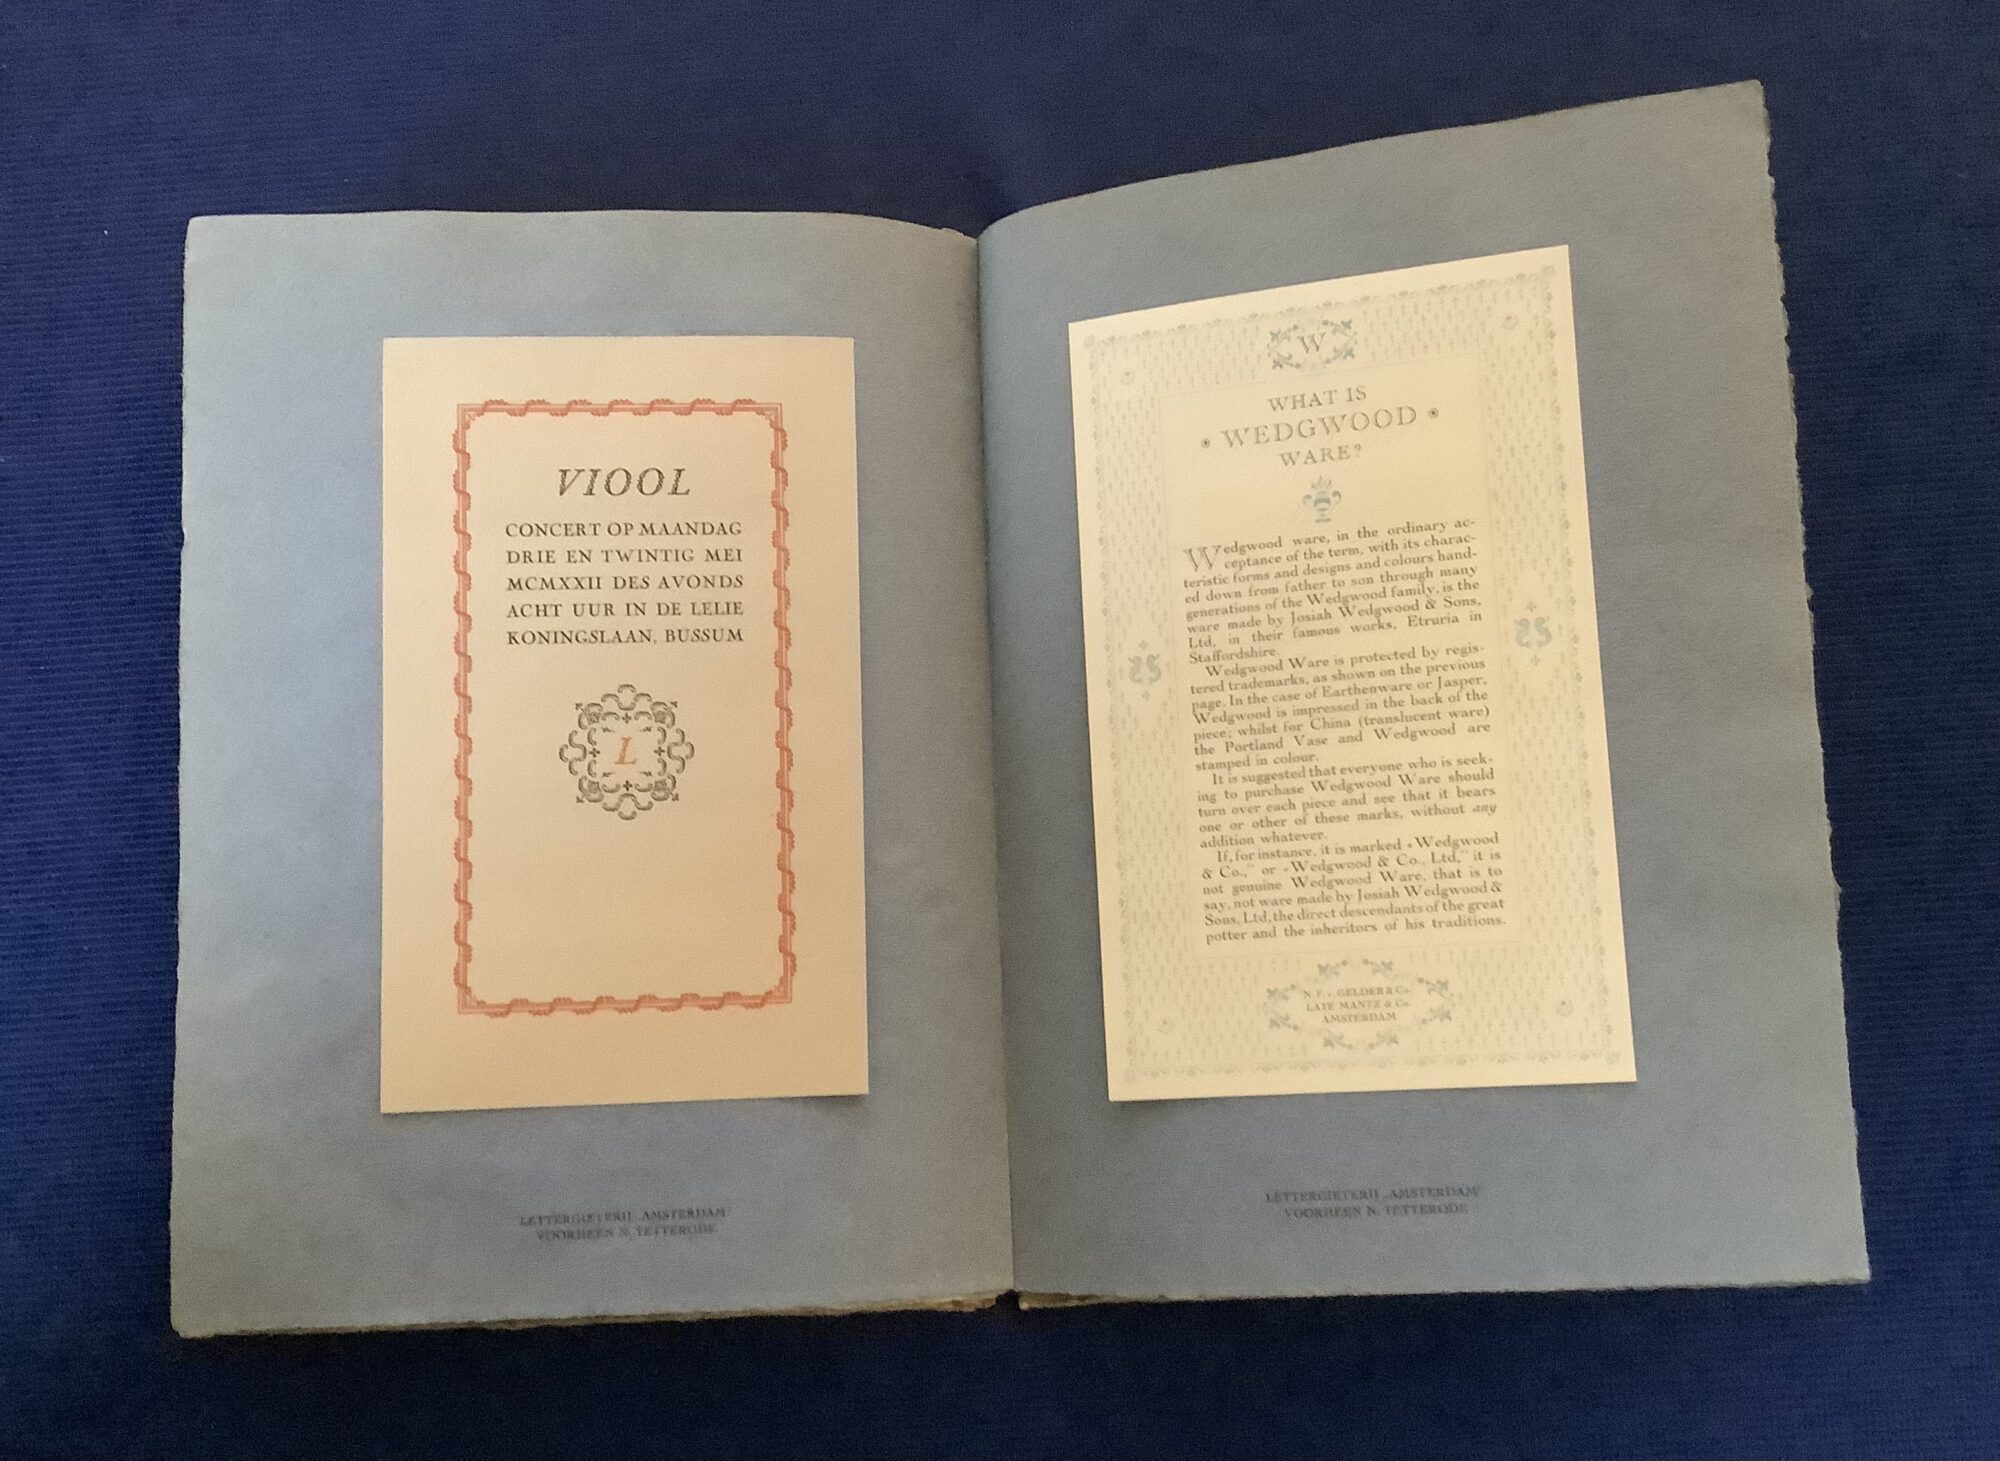 VIOOL
CONCERT OP MAANDAG
DRIE EN TWINTIG MEI
MCMXXII DES AVONDS
ACHT UUR IN DE LELIE
KONINGSLAAN, BUSSUM
L
LETTERGIETERIJ „AMSTERDAM"
VOORHEEN N. TETTERODE
W
WHAT IS
WEDGWOOD
WARE?
Wedgwood ware, in the ordinary ac-
ceptance of the term, with its charac-
teristic forms and designs and colours hand-
ed down from father to son through many
generations of the Wedgwood family, is the
ware made by Josiah Wedgwood & Sons,
Ltd, in their famous works, Etruria in
Staffordshire.
Wedgwood Ware is protected by regis-
tered trademarks, as shown on the previous
page. In the case of Earthenware or Jasper,
Wedgwood is impressed in the back of the
piece; whilst for China (translucent ware)
the Portland Vase and Wedgwood are
stamped in colour.
It is suggested that everyone who is seek-
ing to purchase Wedgwood Ware should
turn over each piece and see that it bears
one or other of these marks, without any
addition whatever.
If, for instance, it is marked „Wedgwood
& Co.," or „Wedgwood & Co., Ltd," it is
not genuine Wedgwood Ware, that is to
say, not ware made by Josiah Wedgwood &
Sons, Ltd, the direct descendants of the great
potter and the inheritors of his traditions.
N. F. v. GELDER & Co.
LATE MANTZ & Co.
AMSTERDAM
LETTERGIETERIJ „AMSTERDAM"
VOORHEEN N. TETTERODE